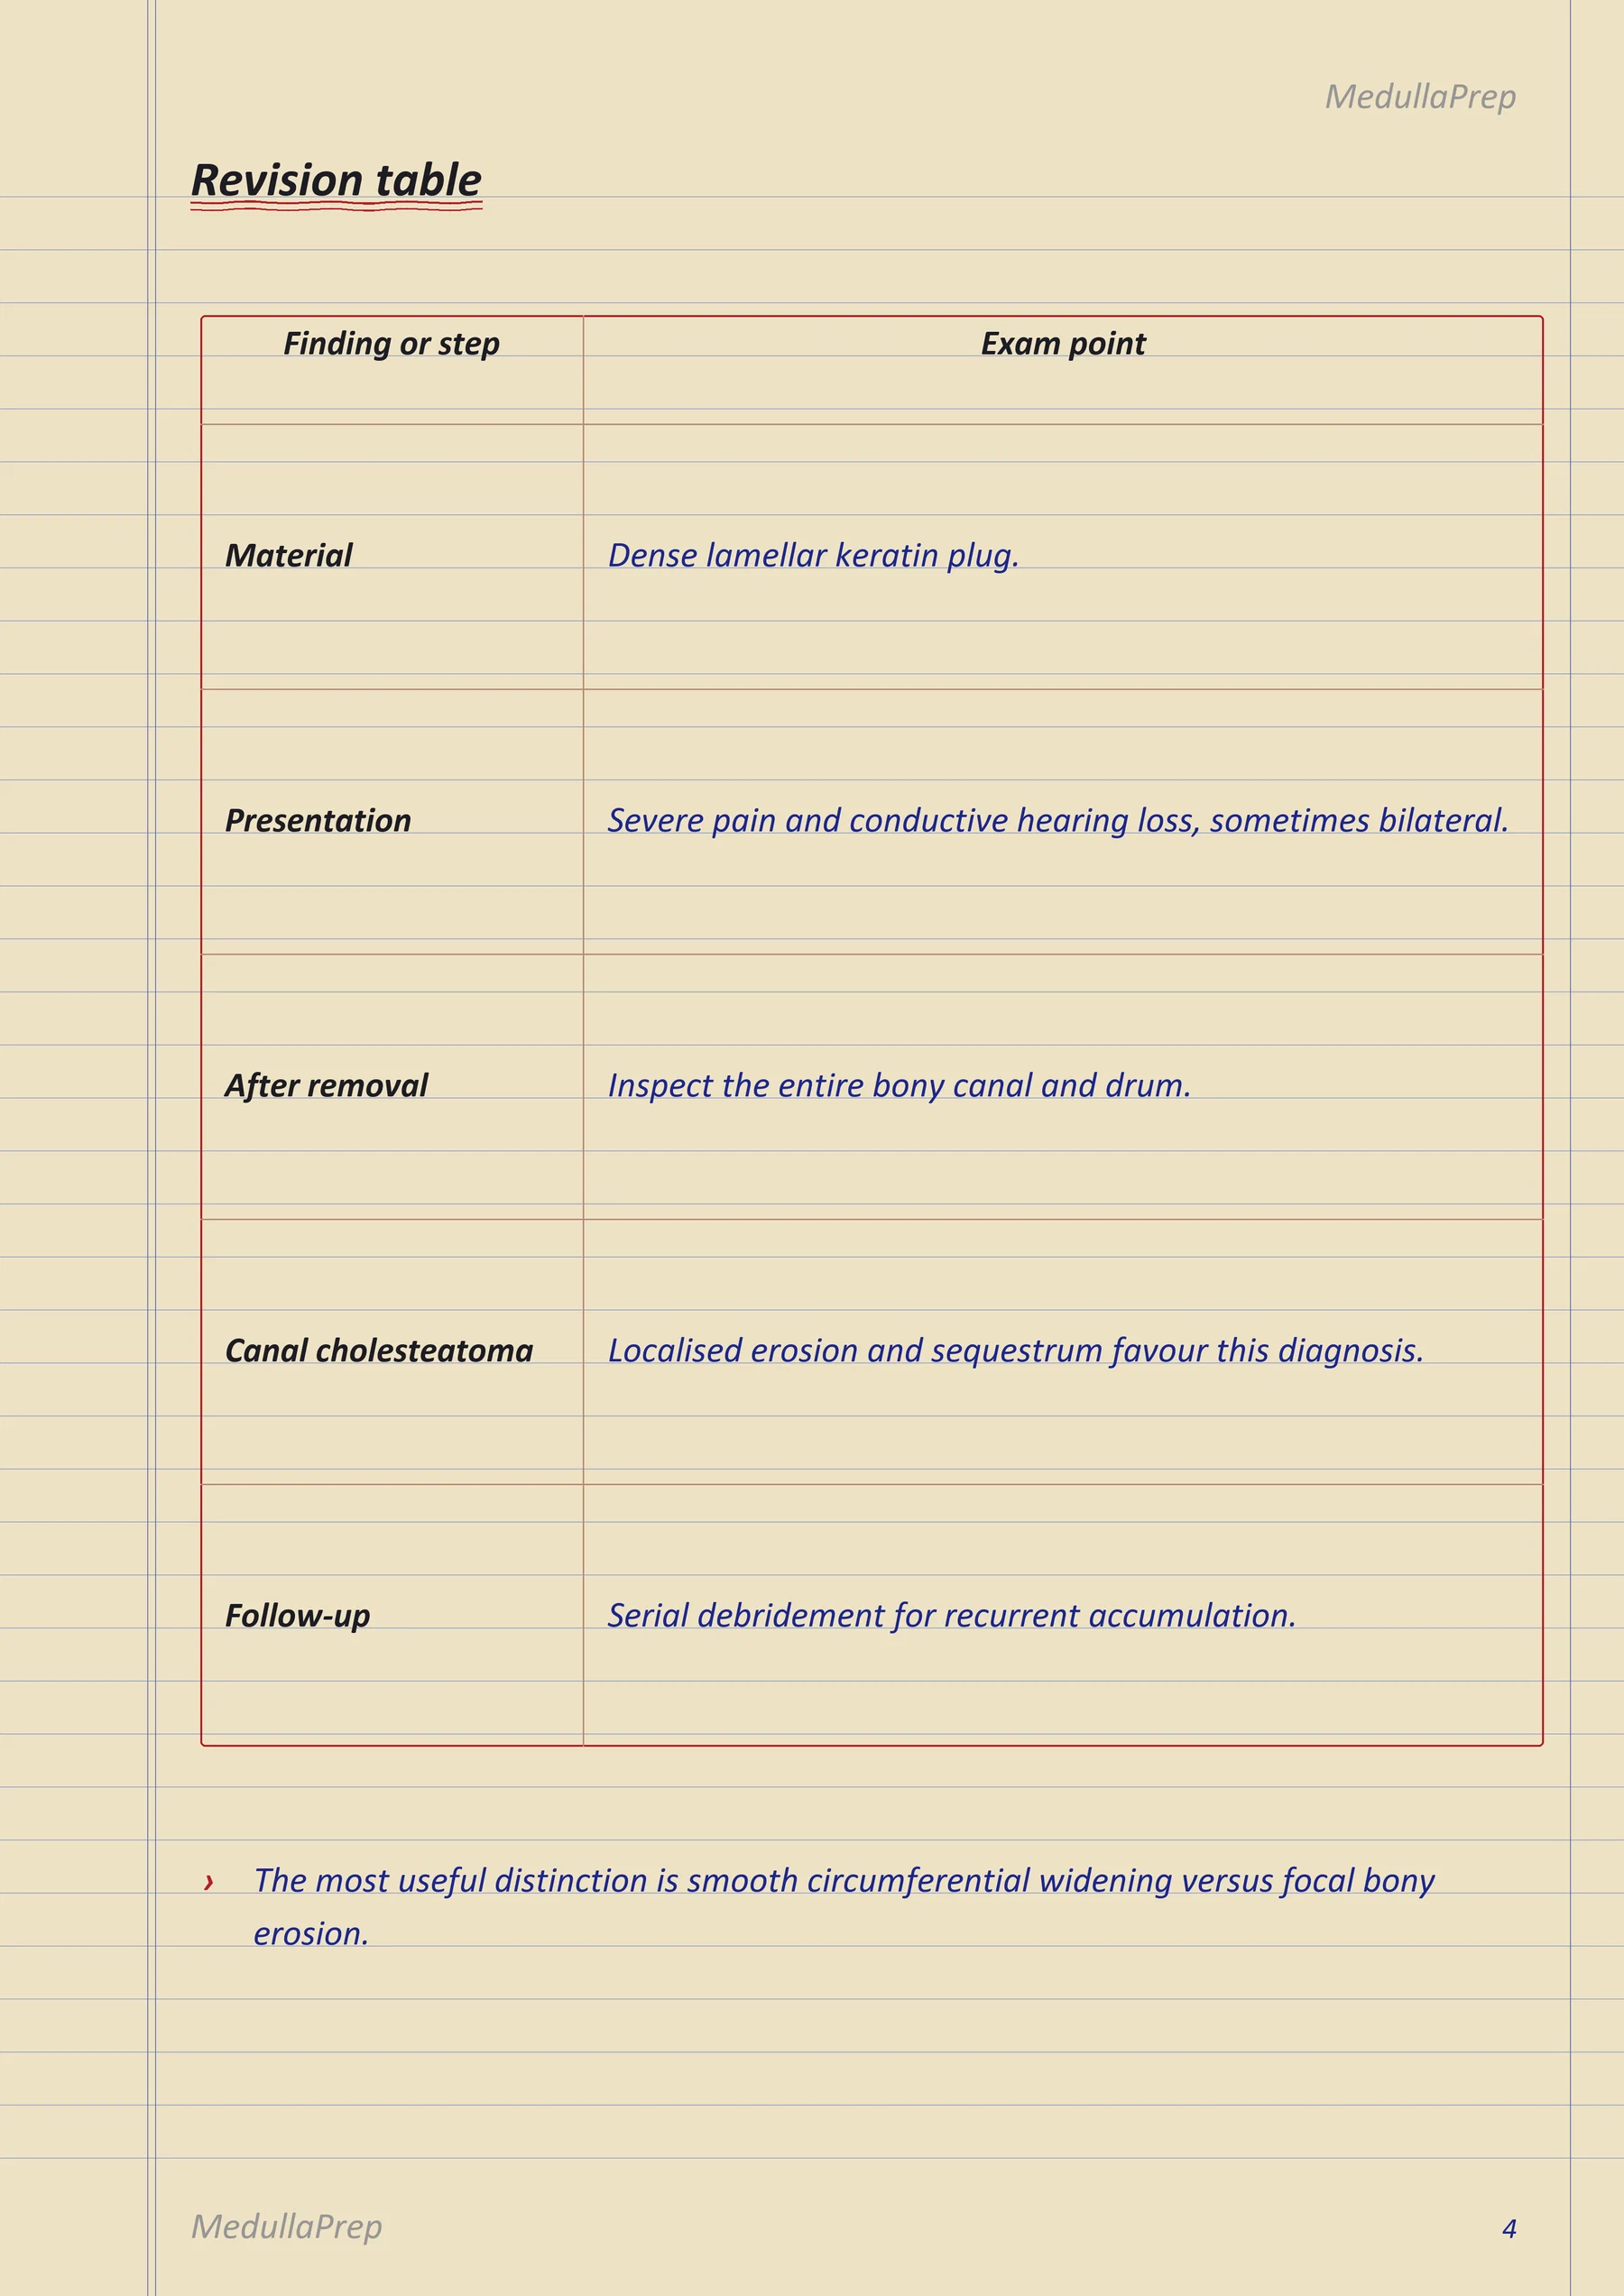 MedullaPrep
Revision table
Finding or step
Exam point
Material
Dense lamellar keratin plug.
Presentation
Severe pain and conductive hearing loss, sometimes bilateral.
After removal
Inspect the entire bony canal and drum.
Canal cholesteatoma
Localised erosion and sequestrum favour this diagnosis.
Follow-up
Serial debridement for recurrent accumulation.
› The most useful distinction is smooth circumferential widening versus focal bony
erosion.
MedullaPrep
4